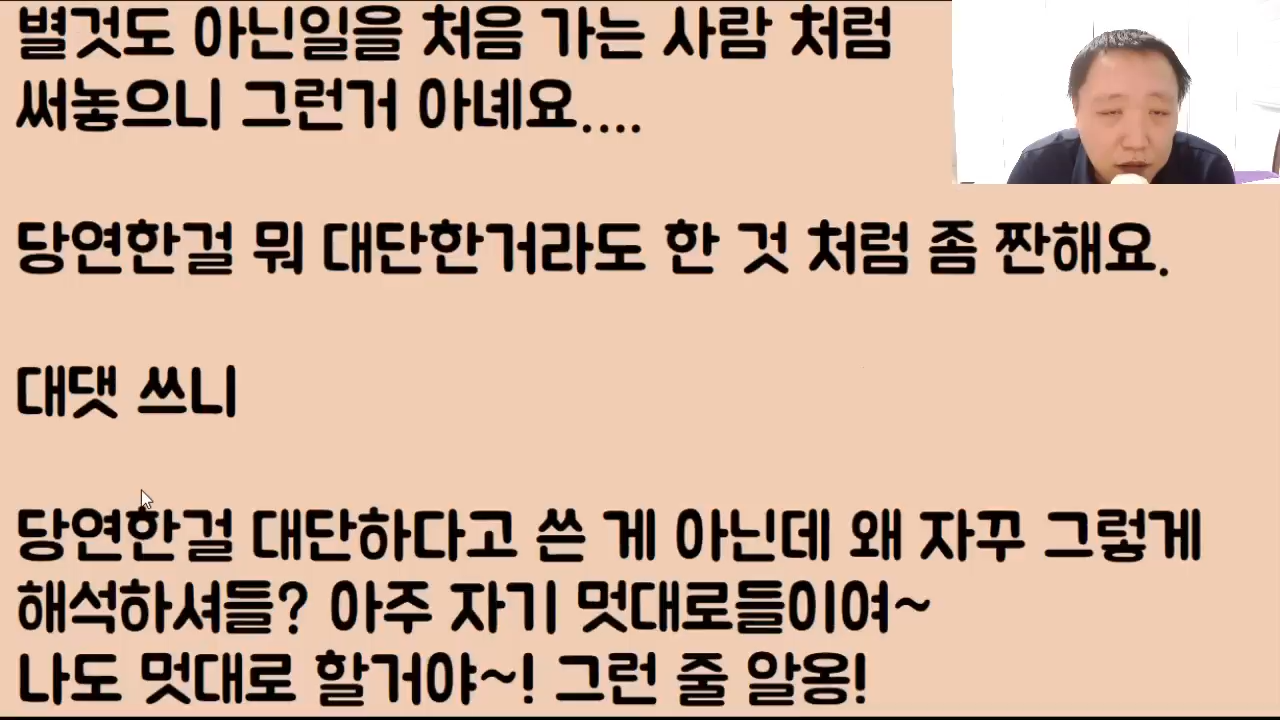 별것도 아닌일을 처음 가는 사람 처럼
써놓으니 그런거 아녜요....
당연한걸 뭐 대단한거라도 한 것 처럼 좀 짠해요.
대댓 쓰니
당연한걸 대단하다고 쓴 게 아닌데 왜 자꾸 그렇게
해석하셔들? 아주 자기 멋대로들이여~
나도 멋대로 할거야~! 그런 줄 알옹!